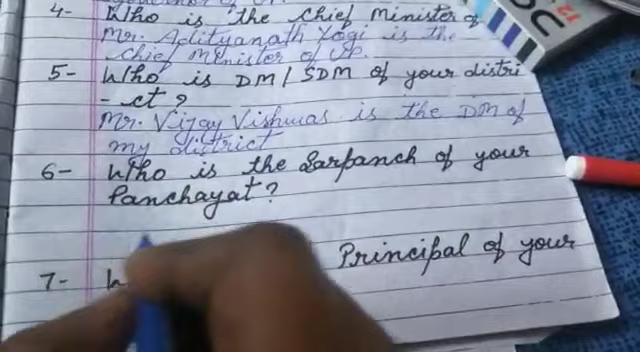 4- Who is the Chief Minister of
Mr. Adityanath Yogi is the
Chief Minister of UP.
5- Who is DM/SDM of your distri
-ct?
Mr. Vijay Vishwas is the DM of
my district
6- Who is the Sarpanch of your
Panchayat?
7- Principal of your
12